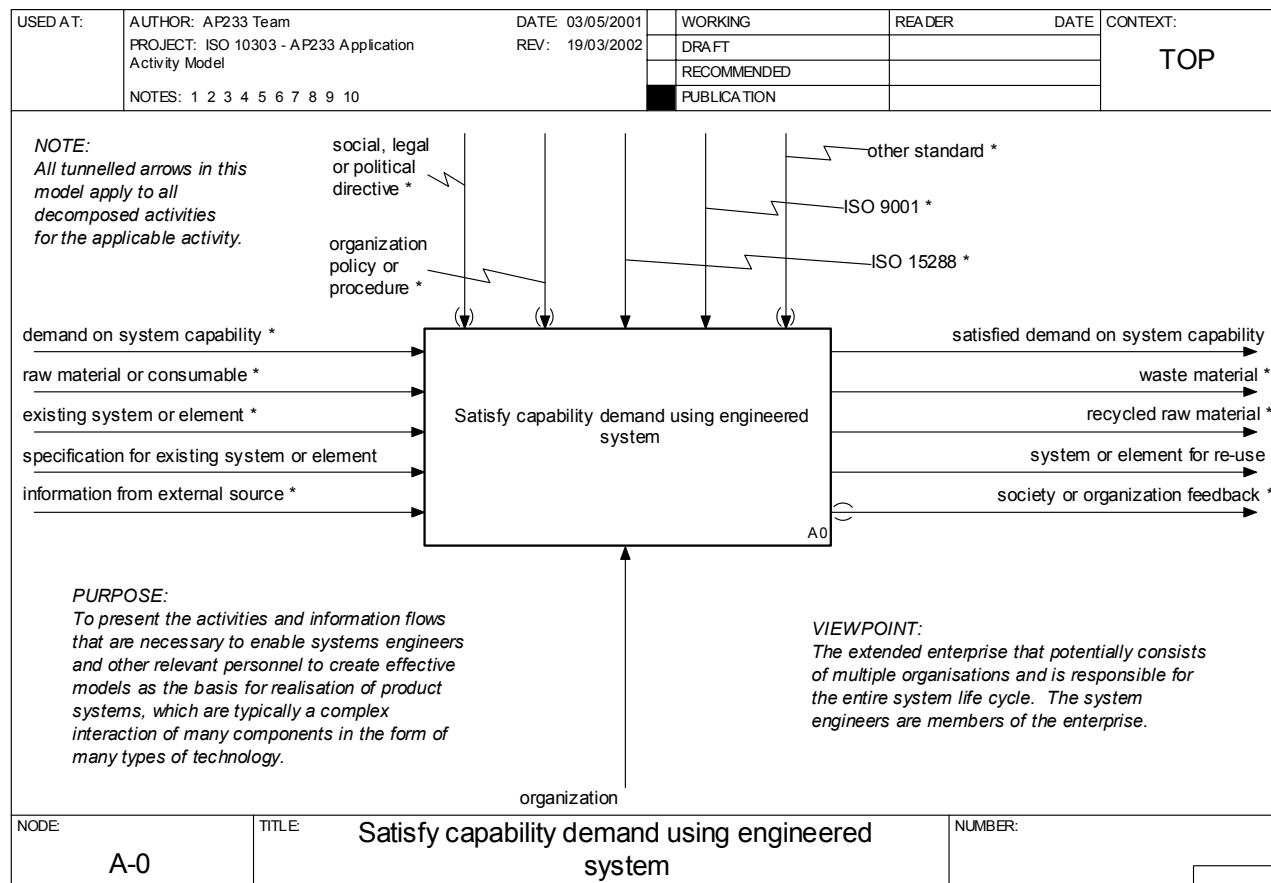 USED AT:
AUTHOR: AP233 Team
DATE: 03/05/2001
PROJECT: ISO 10303 - AP233 Application
Activity Model
REV: 19/03/2002
NOTES: 1 2 3 4 5 6 7 8 9 10
WORKING
DRAFT
RECOMMENDED
PUBLICATION
READER
DATE
CONTEXT:
TOP
NOTE:
All tunnelled arrows in this
model apply to all
decomposed activities
for the applicable activity.
social, legal
or political
directive *
organization
policy or
procedure *
other standard *
ISO 9001 *
ISO 15288 *
demand on system capability *
raw material or consumable *
existing system or element *
specification for existing system or element
information from external source *
Satisfy capability demand using engineered
system
A0
satisfied demand on system capability
waste material *
recycled raw material *
system or element for re-use
society or organization feedback *
PURPOSE:
To present the activities and information flows
that are necessary to enable systems engineers
and other relevant personnel to create effective
models as the basis for realisation of product
systems, which are typically a complex
interaction of many components in the form of
many types of technology.
VIEWPOINT:
The extended enterprise that potentially consists
of multiple organisations and is responsible for
the entire system life cycle.  The system
engineers are members of the enterprise.
organization
NODE:
A-0
TITLE:
Satisfy capability demand using engineered
system
NUMBER: